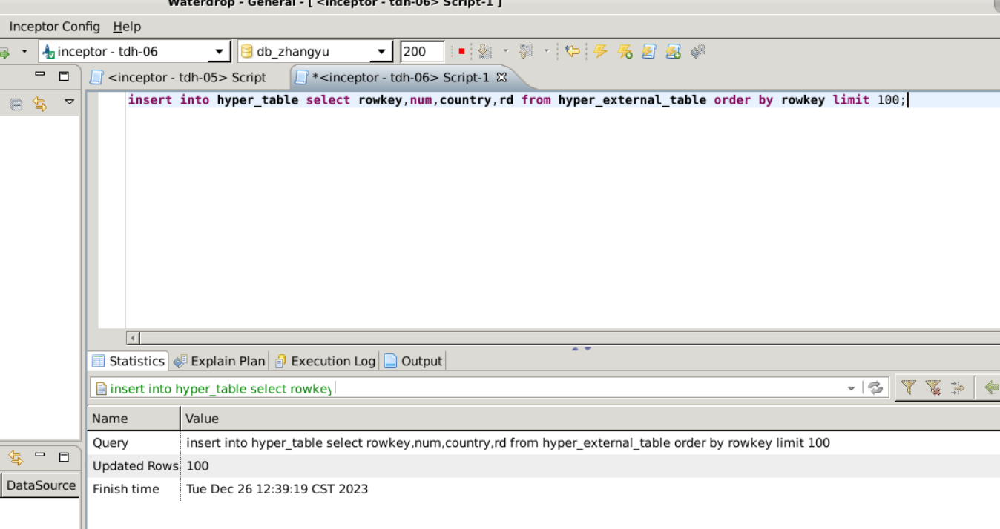 Waterdrop - General - [ <inceptor - tdh-06> Script-1 ]
Inceptor Config Help
inceptor - tdh-06 db_zhangyu 200
<inceptor - tdh-05> Script *<inceptor - tdh-06> Script-1
insert into hyper_table select rowkey,num,country,rd from hyper_external_table order by rowkey limit 100;
Statistics Explain Plan Execution Log Output
insert into hyper_table select rowkey
Name Value
Query insert into hyper_table select rowkey,num,country,rd from hyper_external_table order by rowkey limit 100
Updated Rows 100
Finish time Tue Dec 26 12:39:19 CST 2023
DataSource